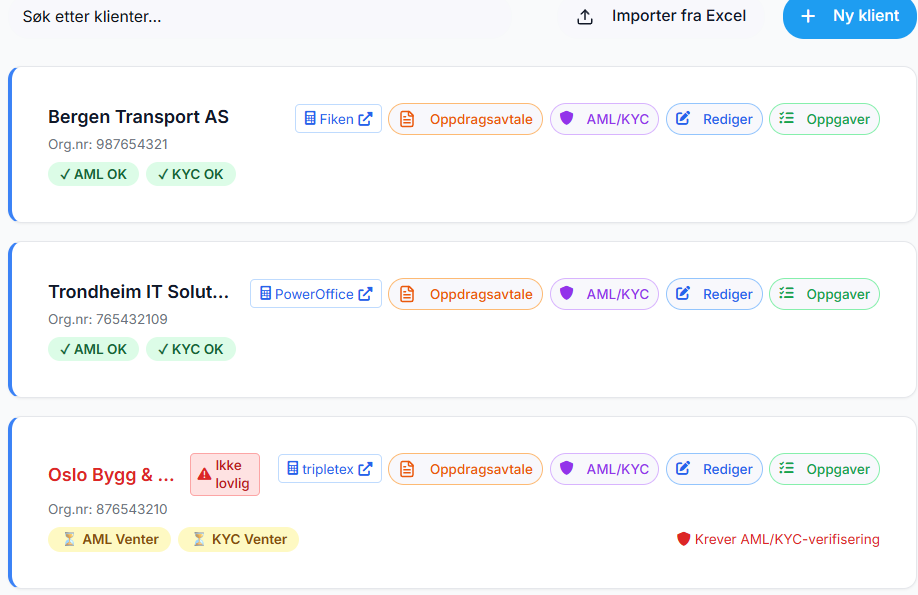 Søk etter klienter...
Importer fra Excel
+ Ny klient
Bergen Transport AS
Fiken
Oppdragsavtale
AML/KYC
Rediger
Oppgaver
Org.nr: 987654321
✓ AML OK
✓ KYC OK
Trondheim IT Solut...
PowerOffice
Oppdragsavtale
AML/KYC
Rediger
Oppgaver
Org.nr: 765432109
✓ AML OK
✓ KYC OK
Oslo Bygg & ...
Ikke
lovlig
tripletex
Oppdragsavtale
AML/KYC
Rediger
Oppgaver
Org.nr: 876543210
⏳ AML Venter
⏳ KYC Venter
Krever AML/KYC-verifisering